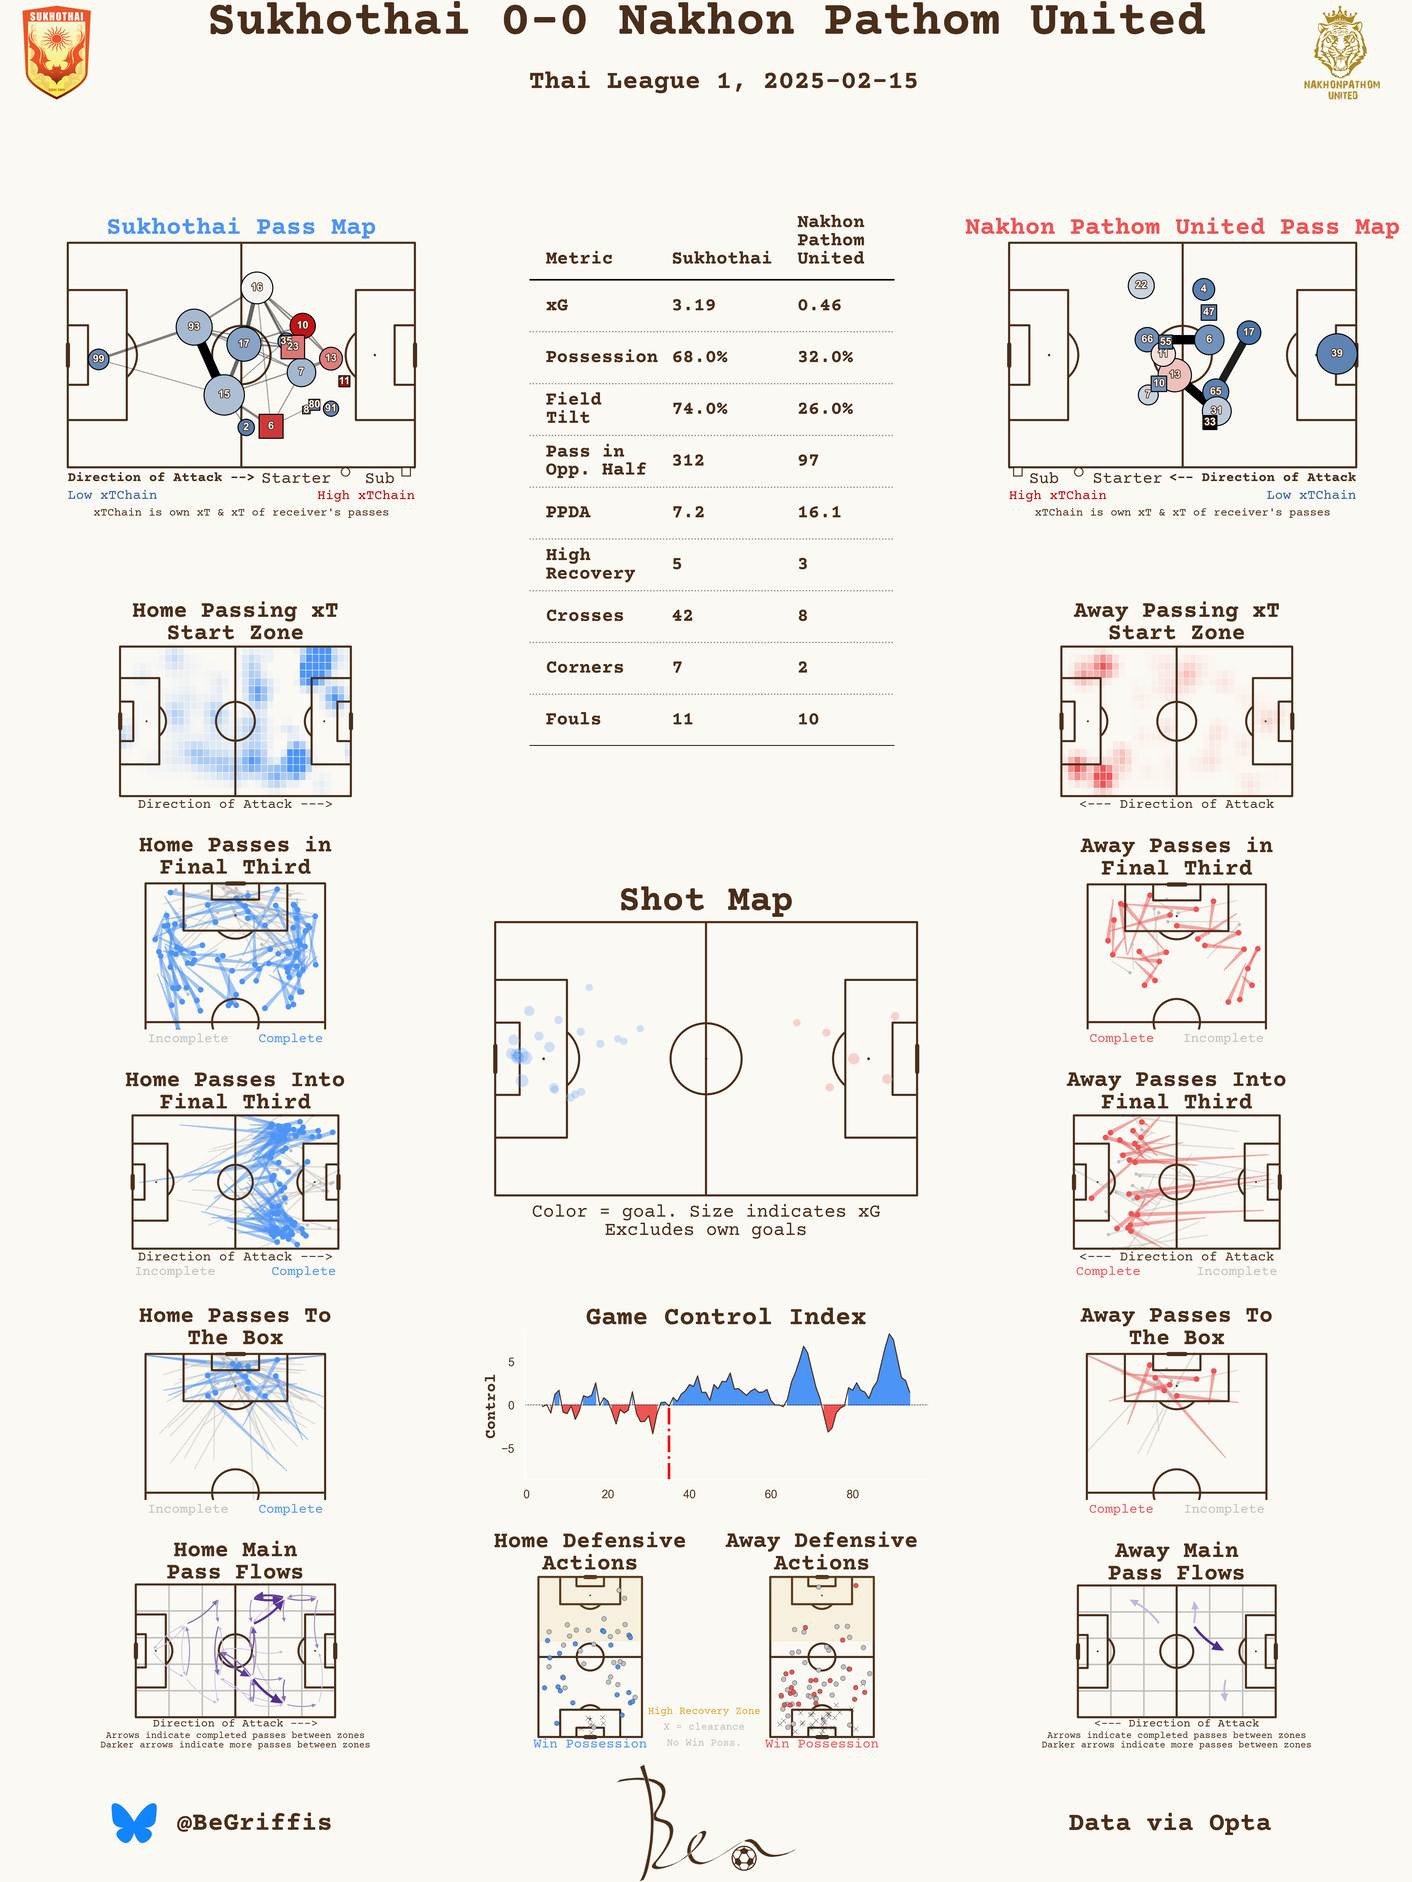 Sukhothai 0-0 Nakhon Pathom United
Thai League 1, 2025-02-15
SUKHOTHAI
NAKHONPATHOM
UNITED
Sukhothai Pass Map
16
93
10
17
35
23
99
13
7
11
15
80
8
91
2
6
Direction of Attack --> Starter Sub
Low xTChain High xTChain
xTChain is own xT & xT of receiver's passes
Metric Sukhothai Nakhon Pathom United
xG 3.19 0.46
Possession 68.0% 32.0%
Field Tilt 74.0% 26.0%
Pass in Opp. Half 312 97
PPDA 7.2 16.1
High Recovery 5 3
Crosses 42 8
Corners 7 2
Fouls 11 10
Nakhon Pathom United Pass Map
22
4
47
17
66
55
6
11
39
13
10
7
65
31
33
Sub Starter <-- Direction of Attack
High xTChain Low xTChain
xTChain is own xT & xT of receiver's passes
Home Passing xT
Start Zone
Direction of Attack --->
Away Passing xT
Start Zone
<--- Direction of Attack
Home Passes in
Final Third
Incomplete Complete
Away Passes in
Final Third
Complete Incomplete
Shot Map
Color = goal. Size indicates xG
Excludes own goals
Home Passes Into
Final Third
Direction of Attack --->
Incomplete Complete
Away Passes Into
Final Third
<--- Direction of Attack
Complete Incomplete
Home Passes To
The Box
Incomplete Complete
Game Control Index
Control
5
0
−5
0 20 40 60 80
Away Passes To
The Box
Complete Incomplete
Home Main
Pass Flows
Direction of Attack --->
Arrows indicate completed passes between zones
Darker arrows indicate more passes between zones
Home Defensive
Actions
Win Possession
High Recovery Zone
X = clearance
No Win Poss.
Away Defensive
Actions
Win Possession
Away Main
Pass Flows
<--- Direction of Attack
Arrows indicate completed passes between zones
Darker arrows indicate more passes between zones
@BeGriffis
Ben
Data via Opta